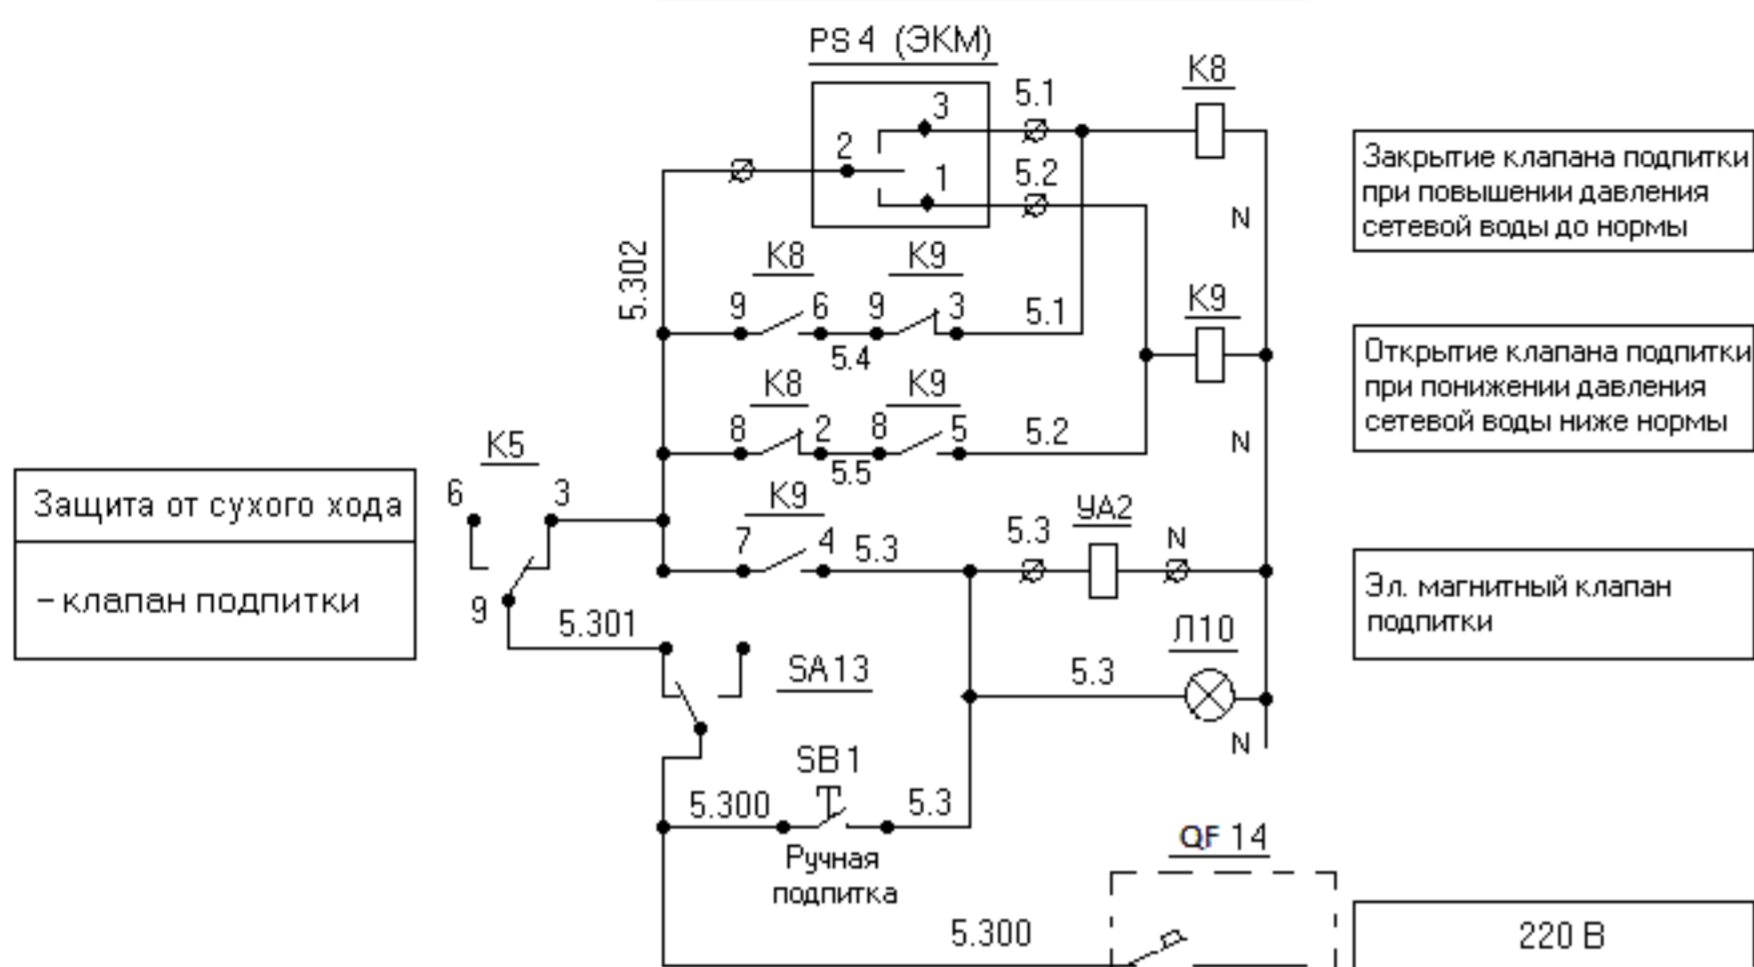 PS 4 (ЭКМ)
K8
5.1
3
2
1
5.2
N
Закрытие клапана подпитки
при повышении давления
сетевой воды до нормы
5.302
K8
K9
9
6
9
3
5.4
5.1
K9
Открытие клапана подпитки
при понижении давления
сетевой воды ниже нормы
N
K8
K9
8
2
8
5
5.5
5.2
K5
6
3
9
Защита от сухого хода
– клапан подпитки
K9
7
4
5.3
5.3
УА2
N
Эл. магнитный клапан
подпитки
5.301
SA13
Л10
5.3
N
SB1
5.300
5.3
Ручная
подпитка
QF 14
5.300
220 В